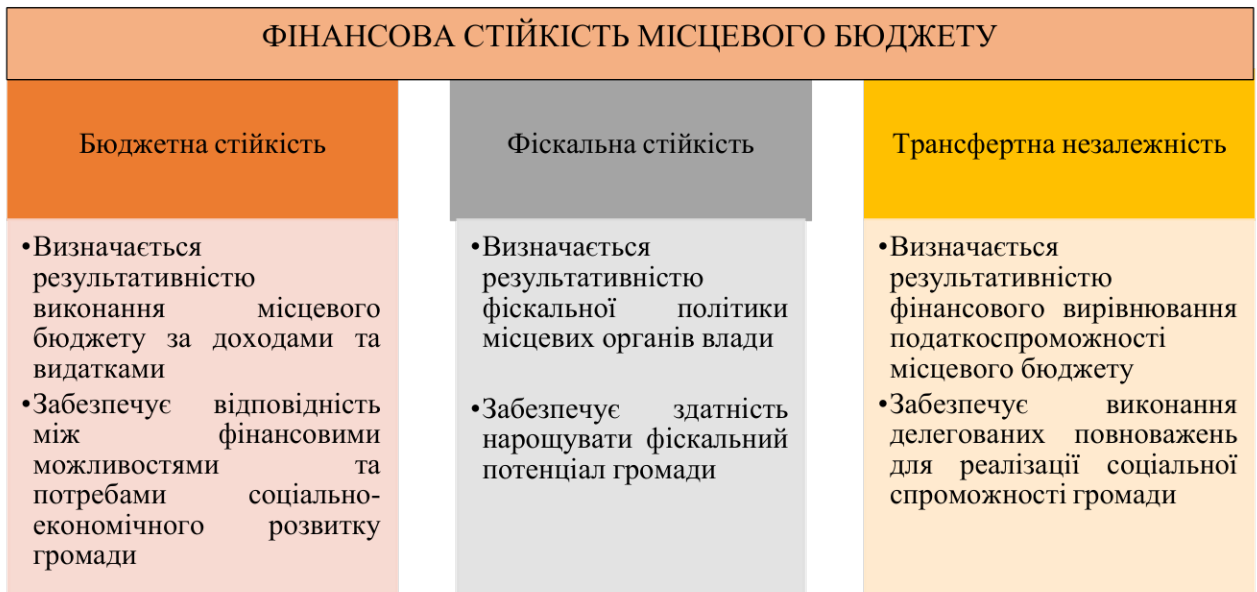 ФІНАНСОВА СТІЙКІСТЬ МІСЦЕВОГО БЮДЖЕТУ
Бюджетна стійкість
•Визначається
результативністю
виконання місцевого
бюджету за доходами та
видатками
•Забезпечує відповідність
між фінансовими
можливостями та
потребами соціально-
економічного розвитку
громади
Фіскальна стійкість
•Визначається
результативністю
фіскальної політики
місцевих органів влади
•Забезпечує здатність
нарощувати фіскальний
потенціал громади
Трансфертна незалежність
•Визначається
результативністю
фінансового вирівнювання
податкоспроможності
місцевого бюджету
•Забезпечує виконання
делегованих повноважень
для реалізації соціальної
спроможності громади